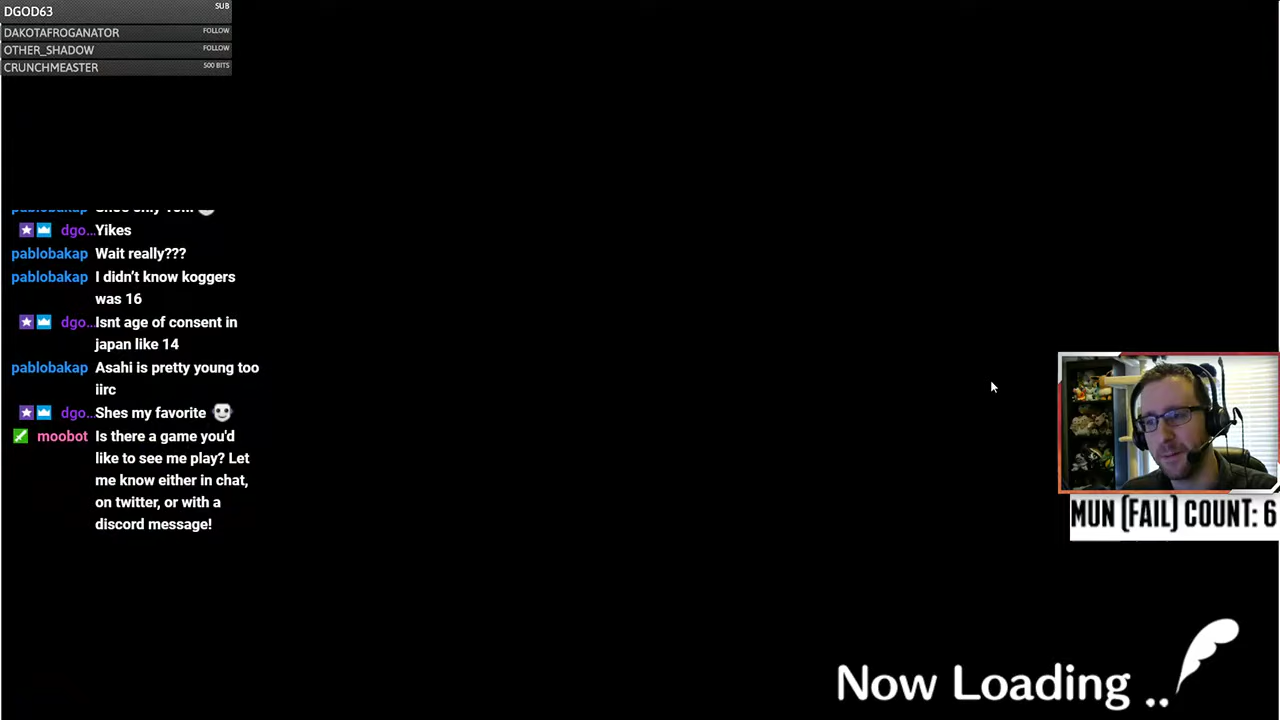 DGOD63 SUB
DAKOTAFROGANATOR FOLLOW
OTHER_SHADOW FOLLOW
CRUNCHMEASTER 500 BITS
pablobakap
dgo... Yikes
pablobakap Wait really???
pablobakap I didn’t know koggers
was 16
dgo... Isnt age of consent in
japan like 14
pablobakap Asahi is pretty young too
iirc
dgo... Shes my favorite
moobot Is there a game you'd
like to see me play? Let
me know either in chat,
on twitter, or with a
discord message!
MUN (FAIL) COUNT: 6
Now Loading ..